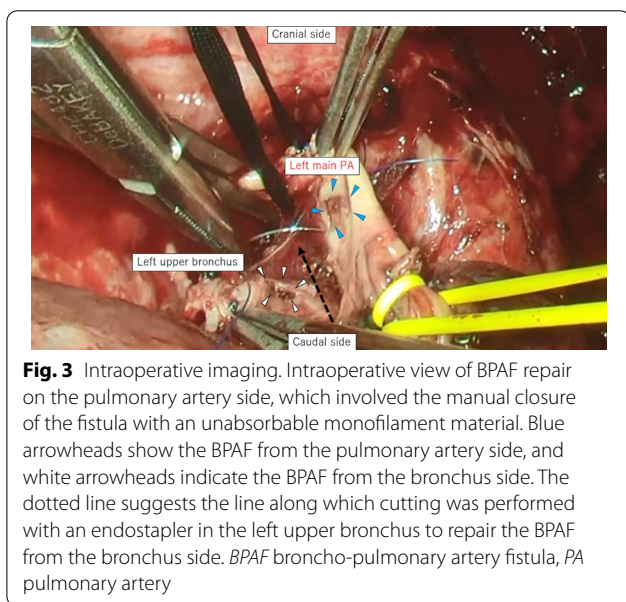 Cranial side
DeBAKEY
Left main PA
Left upper bronchus
Caudal side
Fig. 3 Intraoperative imaging. Intraoperative view of BPAF repair
on the pulmonary artery side, which involved the manual closure
of the fistula with an unabsorbable monofilament material. Blue
arrowheads show the BPAF from the pulmonary artery side, and
white arrowheads indicate the BPAF from the bronchus side. The
dotted line suggests the line along which cutting was performed
with an endostapler in the left upper bronchus to repair the BPAF
from the bronchus side. BPAF broncho-pulmonary artery fistula, PA
pulmonary artery